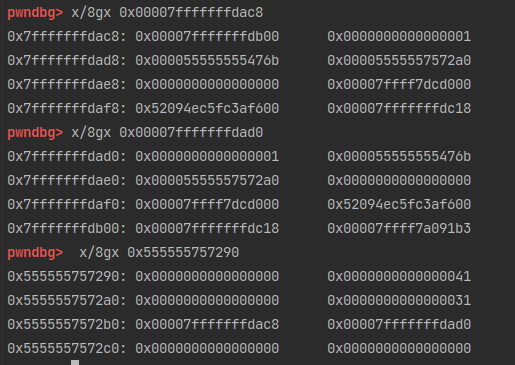 pwndbg> x/8gx 0x00007fffffffdac8
0x7fffffffdac8: 0x00007fffffffdb00 0x0000000000000001
0x7fffffffdad8: 0x000055555555476b 0x00005555557572a0
0x7fffffffdae8: 0x0000000000000000 0x00007ffff7dcd000
0x7fffffffdaf8: 0x52094ec5fc3af600 0x00007fffffffdc18
pwndbg> x/8gx 0x00007fffffffdad0
0x7fffffffdad0: 0x0000000000000001 0x000055555555476b
0x7fffffffdae0: 0x00005555557572a0 0x0000000000000000
0x7fffffffdaf0: 0x00007ffff7dcd000 0x52094ec5fc3af600
0x7fffffffdb00: 0x00007fffffffdc18 0x00007ffff7a091b3
pwndbg> x/8gx 0x555555757290
0x555555757290: 0x0000000000000000 0x0000000000000041
0x5555557572a0: 0x0000000000000000 0x0000000000000031
0x5555557572b0: 0x00007fffffffdac8 0x00007fffffffdad0
0x5555557572c0: 0x0000000000000000 0x0000000000000000